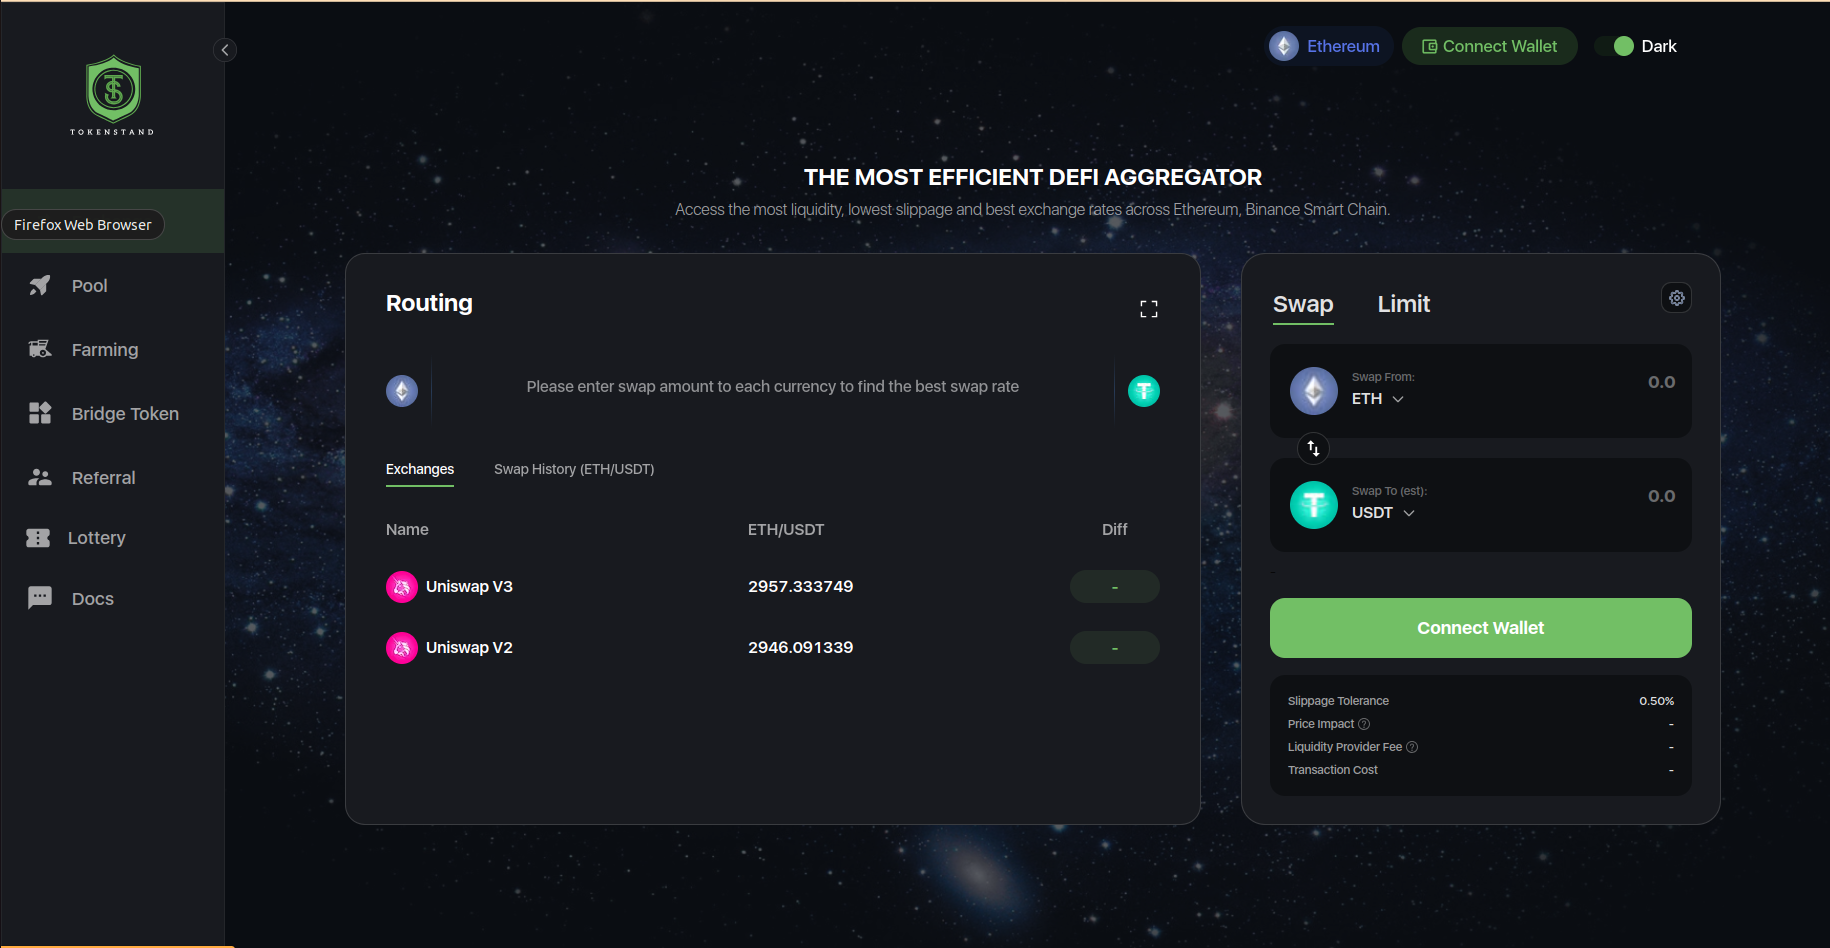 TOKENSTAND
Firefox Web Browser
Pool
Farming
Bridge Token
Referral
Lottery
Docs
Ethereum
Connect Wallet
Dark
THE MOST EFFICIENT DEFI AGGREGATOR
Access the most liquidity, lowest slippage and best exchange rates across Ethereum, Binance Smart Chain.
Routing
Please enter swap amount to each currency to find the best swap rate
Exchanges Swap History (ETH/USDT)
Name ETH/USDT Diff
Uniswap V3 2957.333749 -
Uniswap V2 2946.091339 -
Swap Limit
Swap From:
ETH 0.0
Swap To (est):
USDT 0.0
Connect Wallet
Slippage Tolerance 0.50%
Price Impact -
Liquidity Provider Fee -
Transaction Cost -